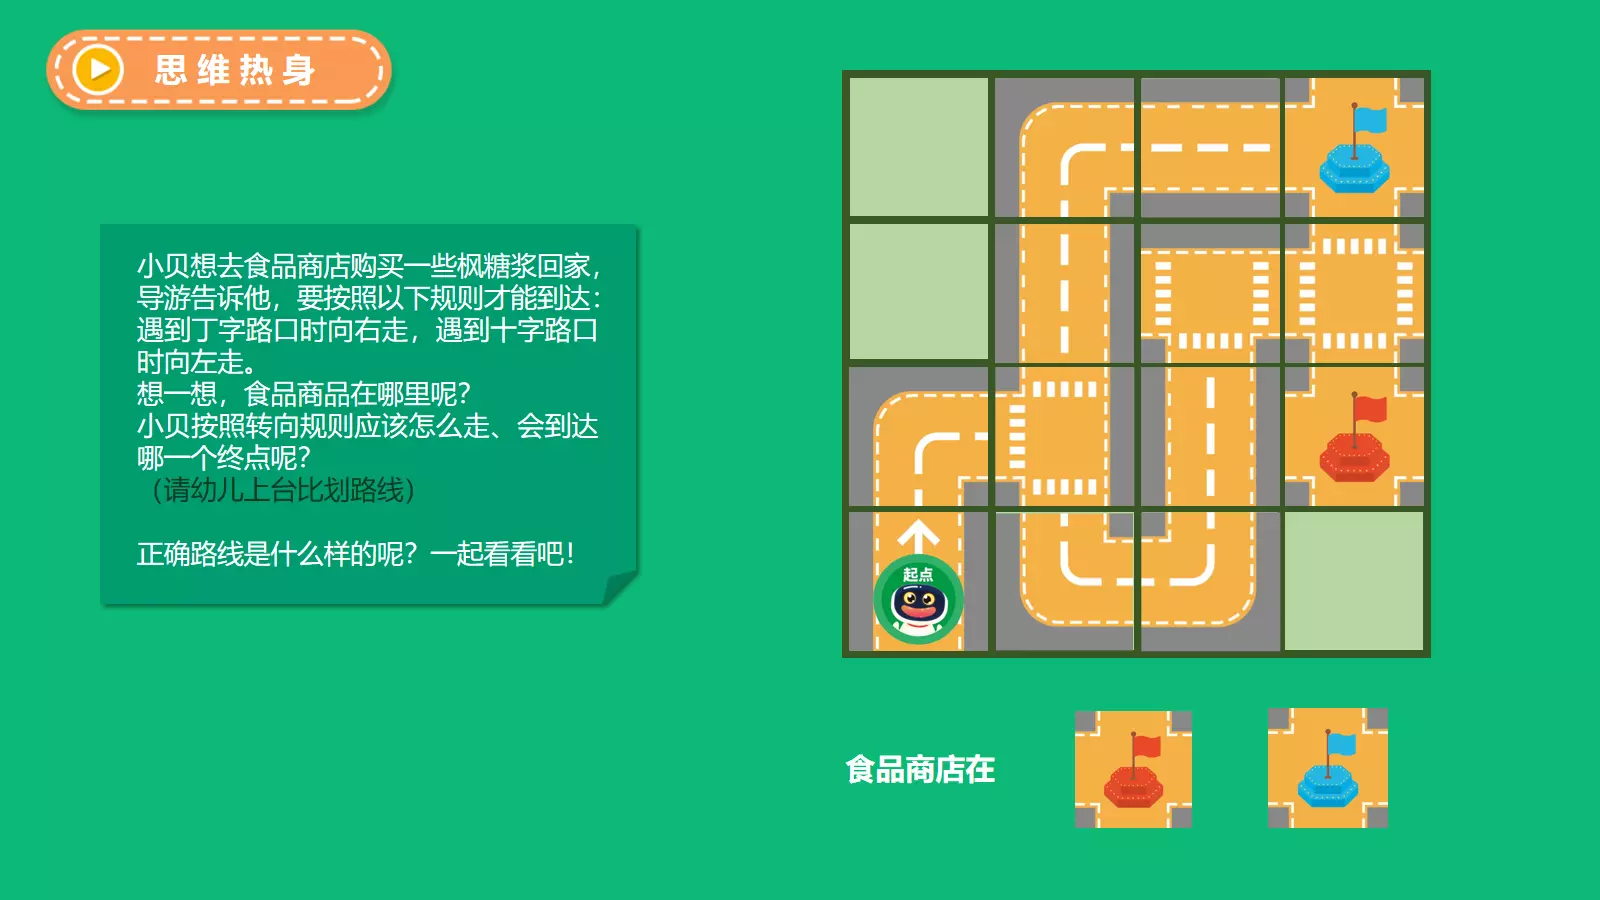 思维热身
小贝想去食品商店购买一些枫糖浆回家，
导游告诉他，要按照以下规则才能到达：
遇到丁字路口时向右走，遇到十字路口
时向左走。
想一想，食品商品在哪里呢？
小贝按照转向规则应该怎么走、会到达
哪一个终点呢？
（请幼儿上台比划路线）
正确路线是什么样的呢？一起看看吧！
起点
食品商店在